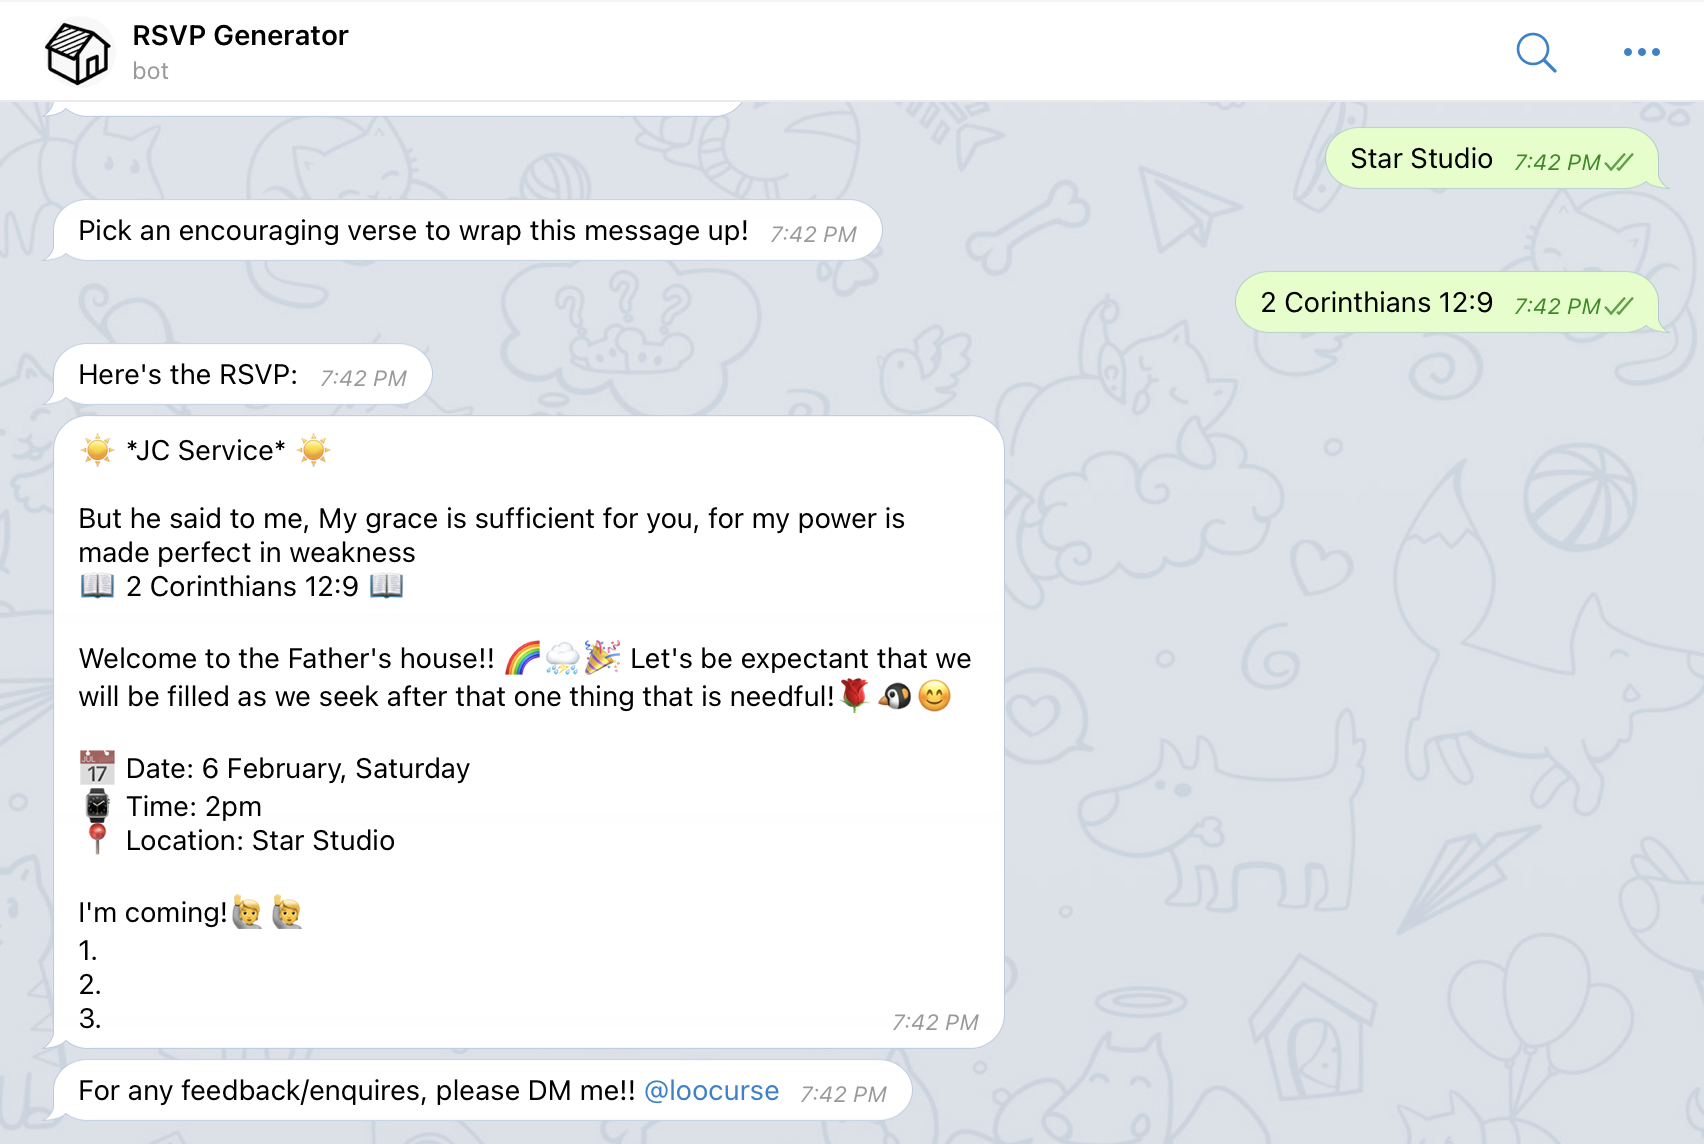 RSVP Generator
bot
Star Studio 7:42 PM
Pick an encouraging verse to wrap this message up! 7:42 PM
2 Corinthians 12:9 7:42 PM
Here's the RSVP: 7:42 PM
☀️ *JC Service* ☀️
But he said to me, My grace is sufficient for you, for my power is
made perfect in weakness
📖 2 Corinthians 12:9 📖
Welcome to the Father's house!! 🌈⛈️🎉 Let's be expectant that we
will be filled as we seek after that one thing that is needful!🌹🐧😊
📅 Date: 6 February, Saturday
⌚ Time: 2pm
📍 Location: Star Studio
I'm coming!🙋🙋
1.
2.
3.
7:42 PM
For any feedback/enquires, please DM me!! @loocurse 7:42 PM